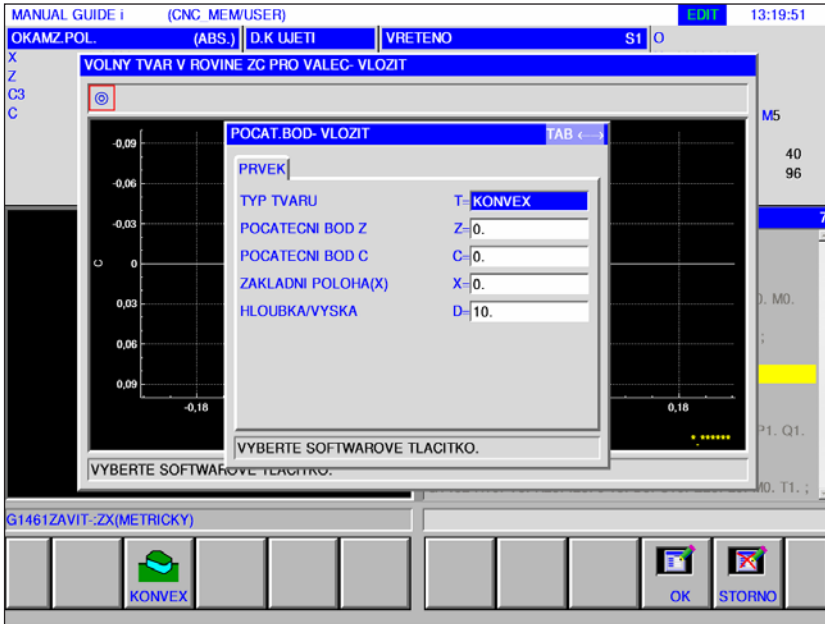 MANUAL GUIDE i (CNC_MEM/USER) EDIT 13:19:51
OKAMZ.POL. (ABS.) D.K UJETI VRETENO S1 O
X
Z
C3
C
M5
40
96
VOLNY TVAR V ROVINE ZC PRO VALEC- VLOZIT
POCAT.BOD- VLOZIT TAB <--->
PRVEK
TYP TVARU T= KONVEX
POCATECNI BOD Z Z= 0.
POCATECNI BOD C C= 0.
ZAKLADNI POLOHA(X) X= 0.
HLOUBKA/VYSKA D= 10.
VYBERTE SOFTWAROVE TLACITKO.
-0,09
-0,06
-0,03
C 0
0,03
0,06
0,09
-0,18 0,18
*.******
7
0. M0.
;
P1. Q1.
M0. T1. ;
VYBERTE SOFTWAROVE TLACITKO.
G1461ZAVIT-:ZX(METRICKY)
KONVEX OK STORNO